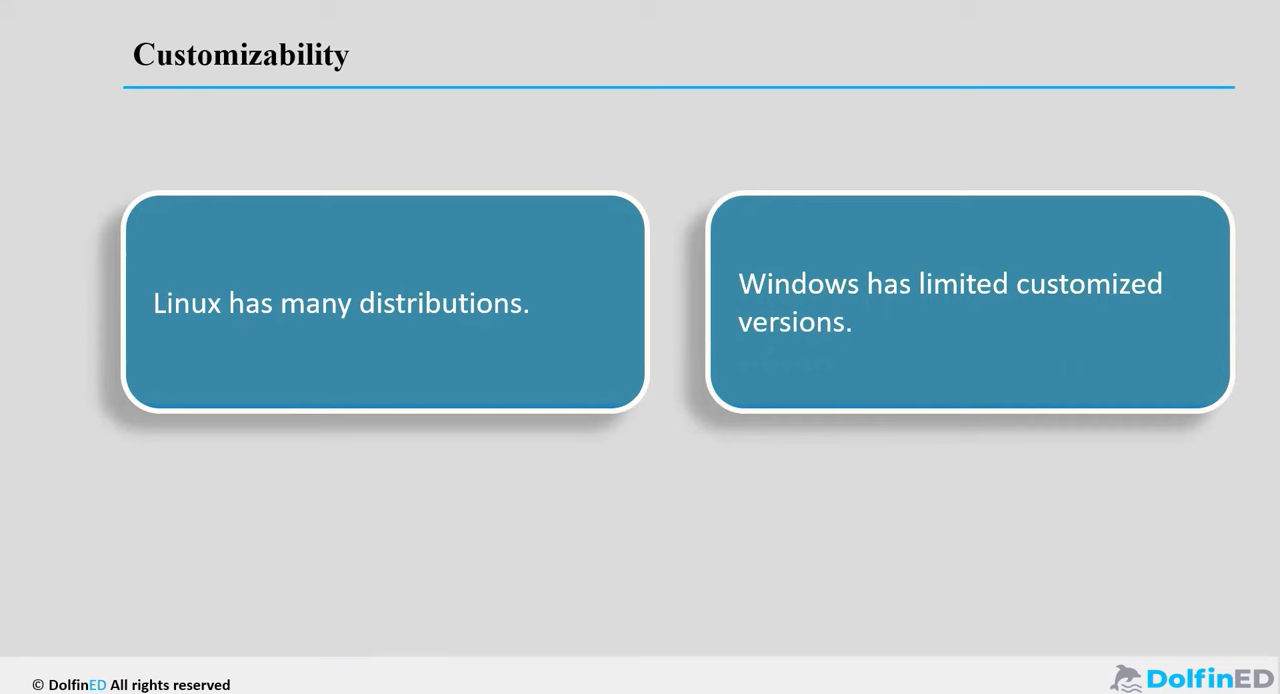 Customizability
Linux has many distributions.
Windows has limited customized
versions.
© DolfinED All rights reserved
DolfinED